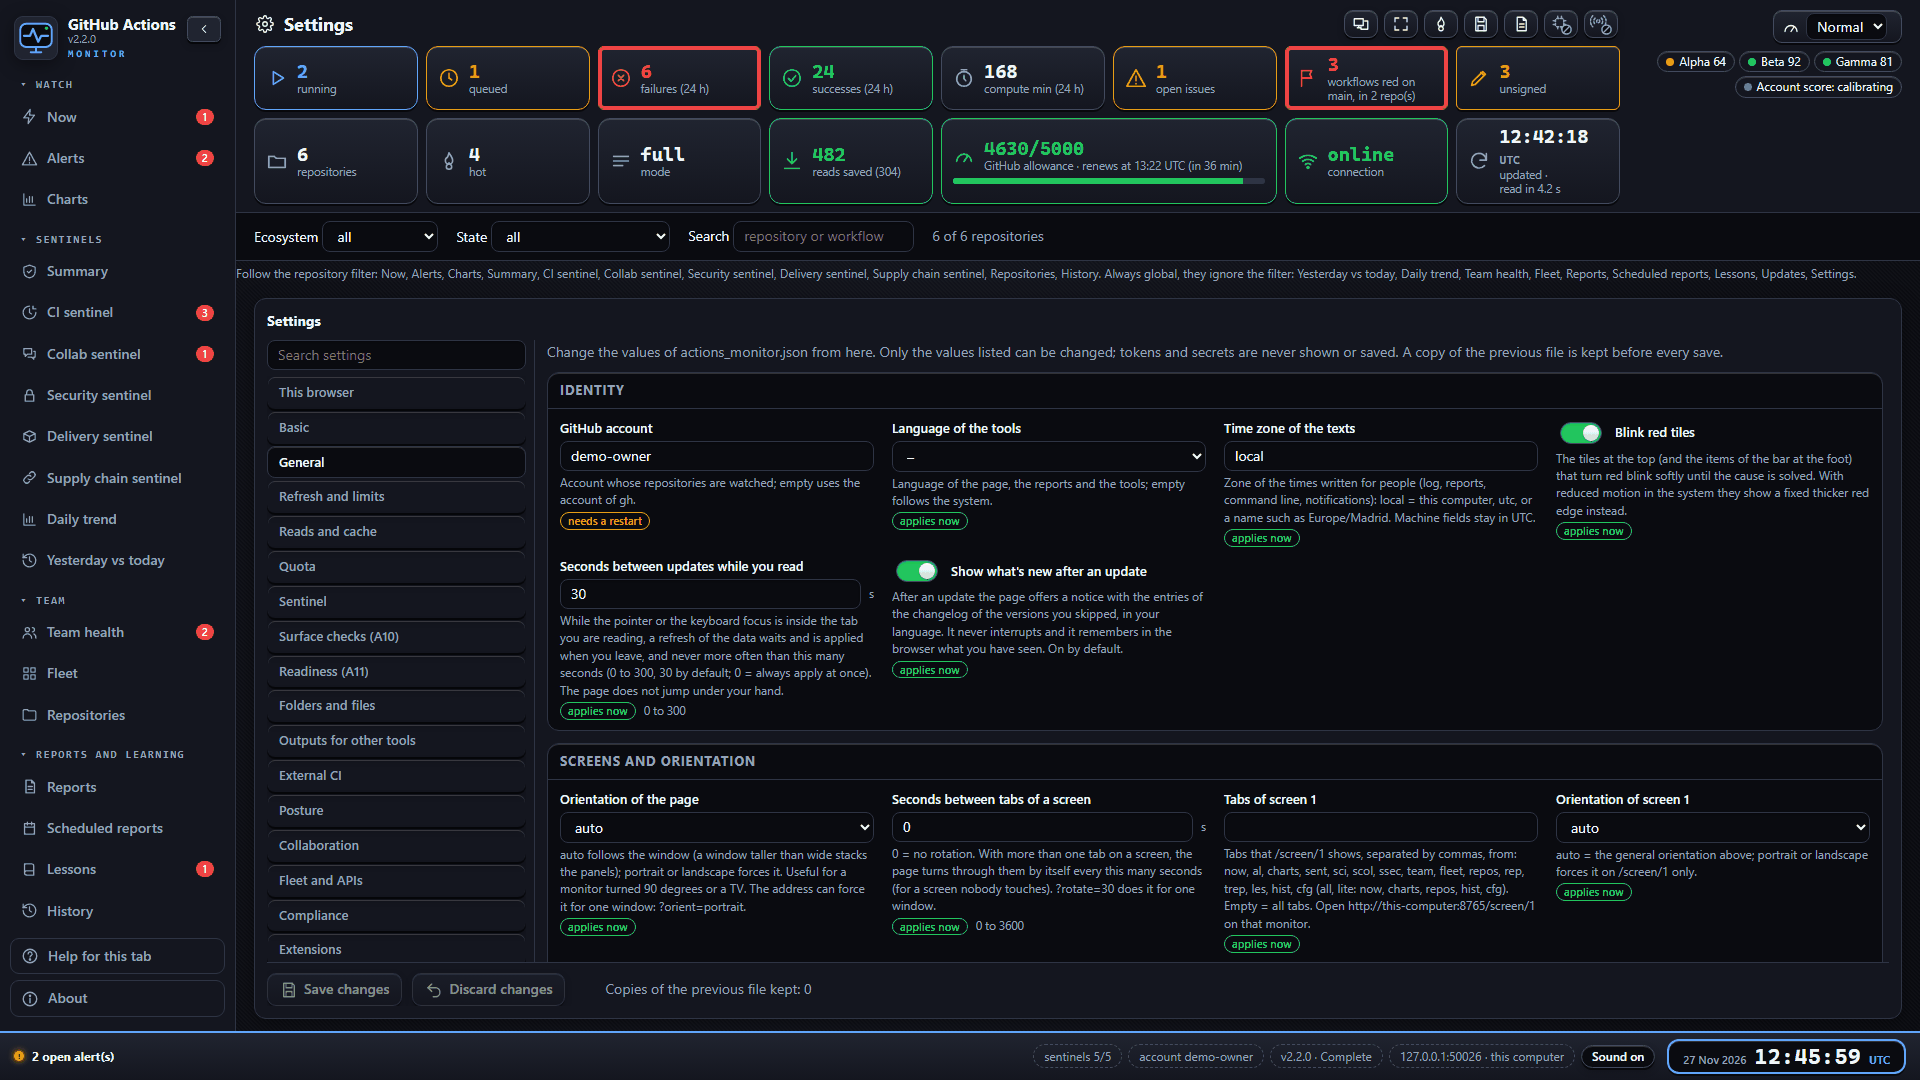 GitHub Actions
v2.2.0
MONITOR
WATCH
Now 1
Alerts 2
Charts
SENTINELS
Summary
CI sentinel 3
Collab sentinel 1
Security sentinel
Delivery sentinel
Supply chain sentinel
Daily trend
Yesterday vs today
TEAM
Team health 2
Fleet
Repositories
REPORTS AND LEARNING
Reports
Scheduled reports
Lessons 1
History
Help for this tab
About
Settings
Normal
2
running
1
queued
6
failures (24 h)
24
successes (24 h)
168
compute min (24 h)
1
open issues
3
workflows red on
main, in 2 repo(s)
3
unsigned
Alpha 64
Beta 92
Gamma 81
Account score: calibrating
6
repositories
4
hot
full
mode
482
reads saved (304)
4630/5000
GitHub allowance · renews at 13:22 UTC (in 36 min)
online
connection
12:42:18
UTC
updated ·
read in 4.2 s
Ecosystem all State all Search repository or workflow 6 of 6 repositories
Follow the repository filter: Now, Alerts, Charts, Summary, CI sentinel, Collab sentinel, Security sentinel, Delivery sentinel, Supply chain sentinel, Repositories, History. Always global, they ignore the filter: Yesterday vs today, Daily trend, Team health, Fleet, Reports, Scheduled reports, Lessons, Updates, Settings.
Settings
Search settings
This browser
Basic
General
Refresh and limits
Reads and cache
Quota
Sentinel
Surface checks (A10)
Readiness (A11)
Folders and files
Outputs for other tools
External CI
Posture
Collaboration
Fleet and APIs
Compliance
Extensions
Change the values of actions_monitor.json from here. Only the values listed can be changed; tokens and secrets are never shown or saved. A copy of the previous file is kept before every save.
IDENTITY
GitHub account
demo-owner
Account whose repositories are watched; empty uses the
account of gh.
needs a restart
Language of the tools
–
Language of the page, the reports and the tools; empty
follows the system.
applies now
Time zone of the texts
local
Zone of the times written for people (log, reports,
command line, notifications): local = this computer, utc, or
a name such as Europe/Madrid. Machine fields stay in UTC.
applies now
Blink red tiles
The tiles at the top (and the items of the bar at the foot)
that turn red blink softly until the cause is solved. With
reduced motion in the system they show a fixed thicker red
edge instead.
applies now
Seconds between updates while you read
30 s
While the pointer or the keyboard focus is inside the tab
you are reading, a refresh of the data waits and is applied
when you leave, and never more often than this many
seconds (0 to 300, 30 by default; 0 = always apply at once).
The page does not jump under your hand.
applies now 0 to 300
Show what's new after an update
After an update the page offers a notice with the entries of
the changelog of the versions you skipped, in your
language. It never interrupts and it remembers in the
browser what you have seen. On by default.
applies now
SCREENS AND ORIENTATION
Orientation of the page
auto
auto follows the window (a window taller than wide stacks
the panels); portrait or landscape forces it. Useful for a
monitor turned 90 degrees or a TV. The address can force
it for one window: ?orient=portrait.
applies now
Seconds between tabs of a screen
0 s
0 = no rotation. With more than one tab on a screen, the
page turns through them by itself every this many seconds
(for a screen nobody touches). ?rotate=30 does it for one
window.
applies now 0 to 3600
Tabs of screen 1
Tabs that /screen/1 shows, separated by commas, from:
now, al, charts, sent, sci, scol, ssec, team, fleet, repos, rep,
trep, les, hist, cfg (all, lite: now, charts, repos, hist, cfg).
Empty = all tabs. Open http://this-computer:8765/screen/1
on that monitor.
applies now
Orientation of screen 1
auto
auto = the general orientation above; portrait or landscape
forces it on /screen/1 only.
applies now
Save changes
Discard changes
Copies of the previous file kept: 0
2 open alert(s)
sentinels 5/5
account demo-owner
v2.2.0 · Complete
127.0.0.1:50026 · this computer
Sound on
27 Nov 2026 12:45:59 UTC